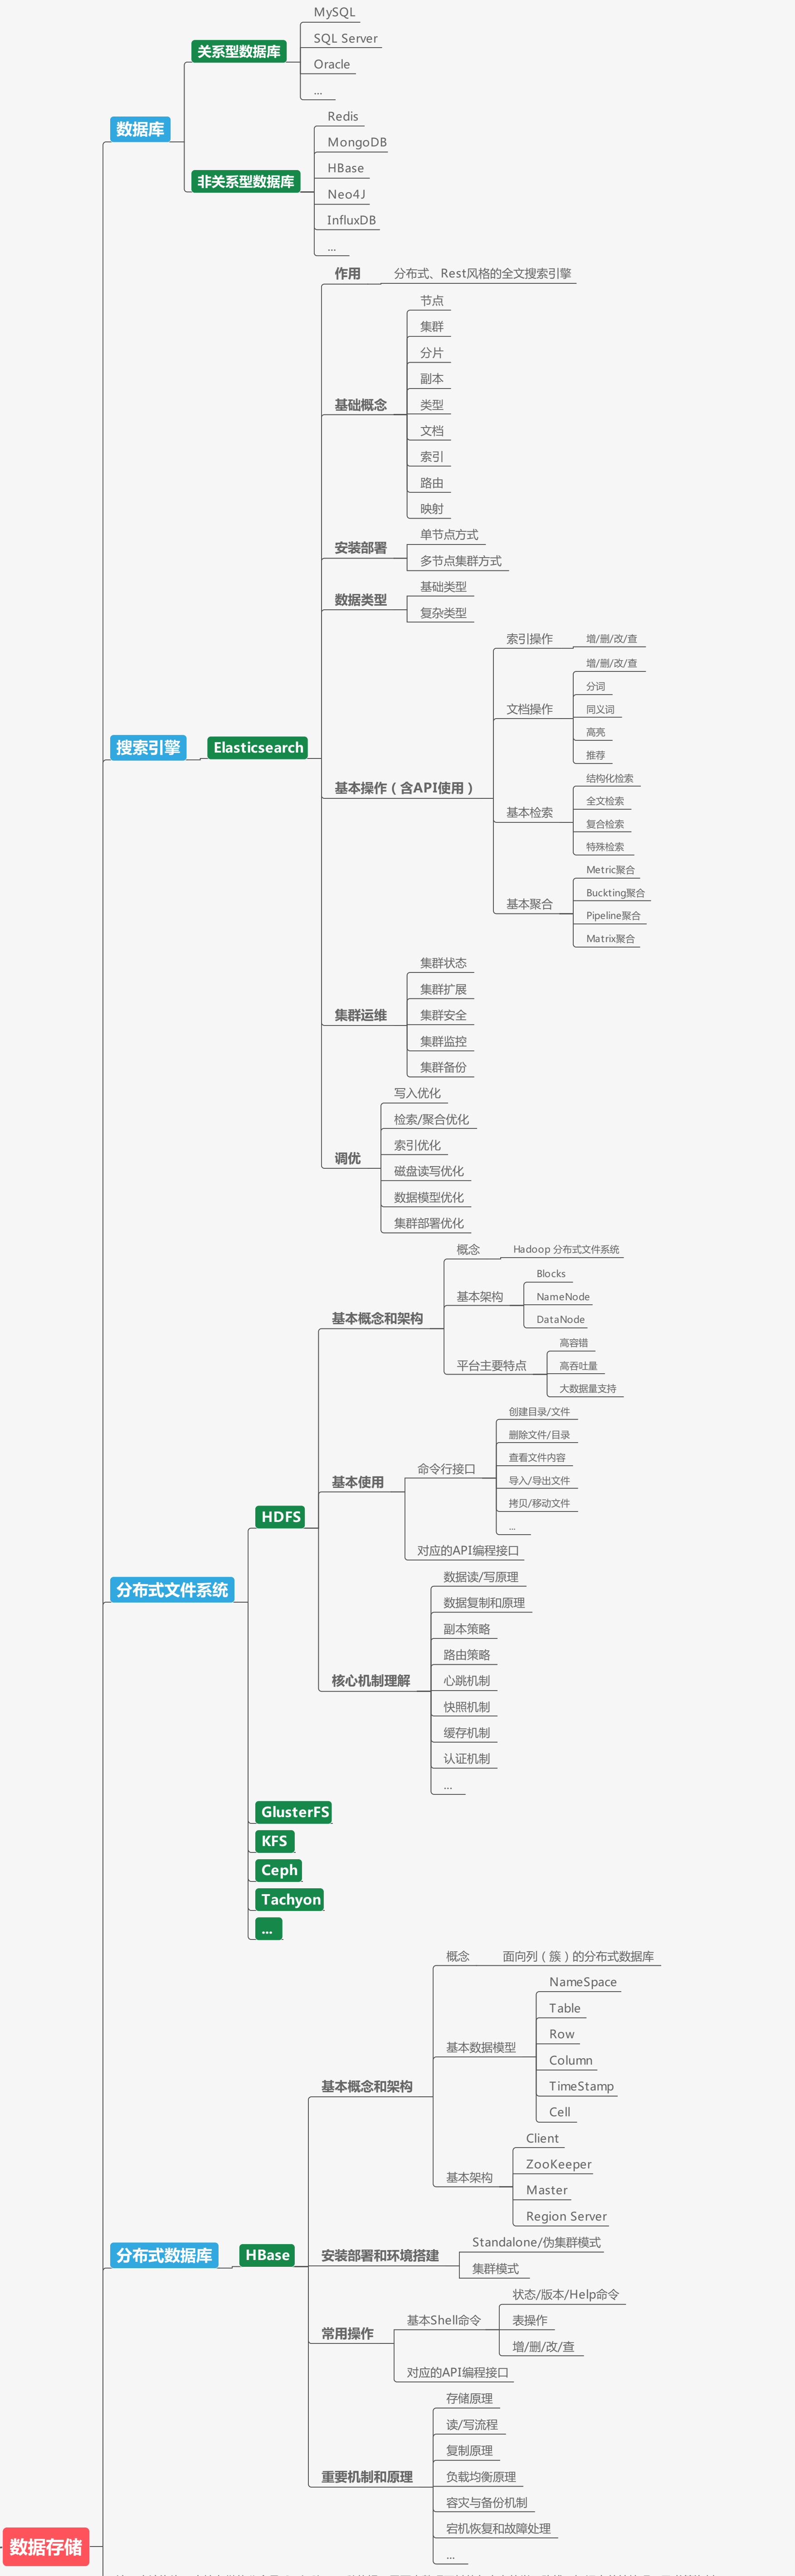 MySQL
SQL Server
关系型数据库
Oracle
...
数据库
Redis
MongoDB
HBase
非关系型数据库
Neo4J
InfluxDB
...
作用
分布式、Rest风格的全文搜索引擎
节点
集群
分片
副本
基础概念
类型
文档
索引
路由
映射
安装部署
单节点方式
多节点集群方式
数据类型
基础类型
复杂类型
搜索引擎
Elasticsearch
基本操作（含API使用）
索引操作
增/删/改/查
文档操作
增/删/改/查
分词
同义词
高亮
推荐
基本检索
结构化检索
全文检索
复合检索
特殊检索
基本聚合
Metric聚合
Buckting聚合
Pipeline聚合
Matrix聚合
集群运维
集群状态
集群扩展
集群安全
集群监控
集群备份
调优
写入优化
检索/聚合优化
索引优化
磁盘读写优化
数据模型优化
集群部署优化
分布式文件系统
HDFS
基本概念和架构
概念
Hadoop 分布式文件系统
基本架构
Blocks
NameNode
DataNode
平台主要特点
高容错
高吞吐量
大数据量支持
基本使用
命令行接口
创建目录/文件
删除文件/目录
查看文件内容
导入/导出文件
拷贝/移动文件
...
对应的API编程接口
核心机制理解
数据读/写原理
数据复制和原理
副本策略
路由策略
心跳机制
快照机制
缓存机制
认证机制
...
GlusterFS
KFS
Ceph
Tachyon
...
分布式数据库
HBase
基本概念和架构
概念
面向列（簇）的分布式数据库
基本数据模型
NameSpace
Table
Row
Column
TimeStamp
Cell
基本架构
Client
ZooKeeper
Master
Region Server
安装部署和环境搭建
Standalone/伪集群模式
集群模式
常用操作
基本Shell命令
状态/版本/Help命令
表操作
增/删/改/查
对应的API编程接口
重要机制和原理
存储原理
读/写流程
复制原理
负载均衡原理
容灾与备份机制
宕机恢复和故障处理
...
数据存储